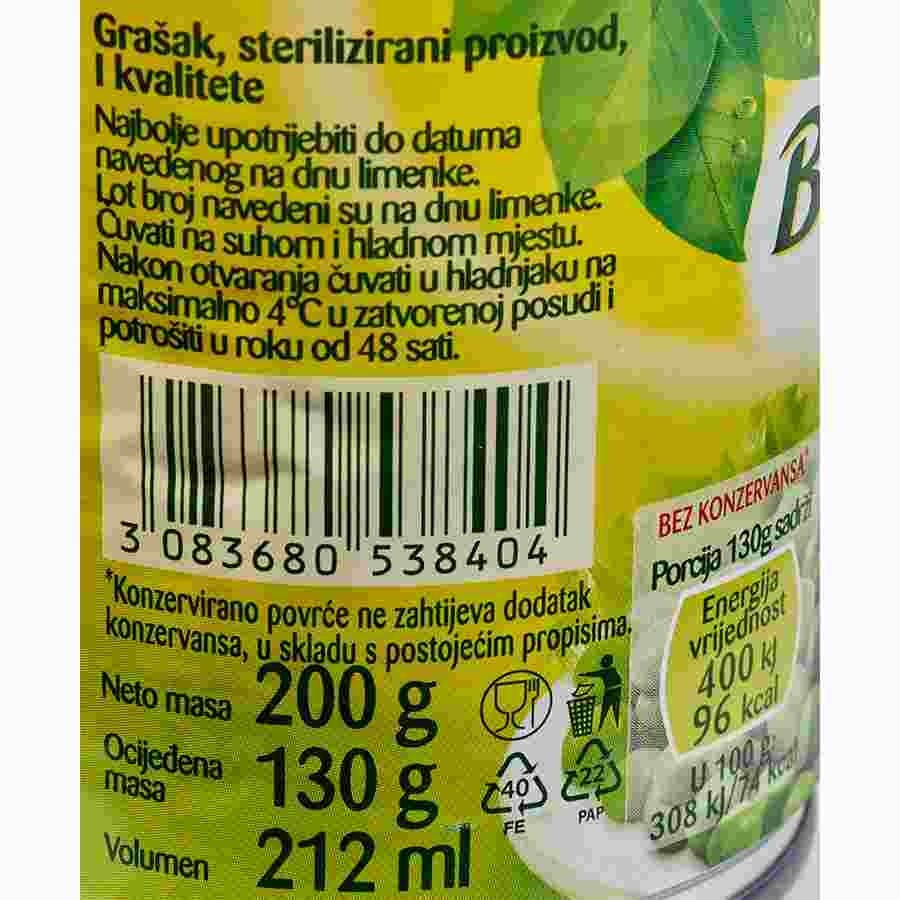 Grašak, sterilizirani proizvod,
I kvalitete
Najbolje upotrijebiti do datuma
navedenog na dnu limenke.
Lot broj navedeni su na dnu limenke.
Čuvati na suhom i hladnom mjestu.
Nakon otvaranja čuvati u hladnjaku na
maksimalno 4°C u zatvorenoj posudi i
potrošiti u roku od 48 sati.
3 083680 538404
*Konzervirano povrće ne zahtijeva dodatak
konzervansa, u skladu s postojećim propisima.
Neto masa 200 g
Ocijeđena
masa 130 g
Volumen 212 ml
40
FE
22
PAP
B
BEZ KONZERVANSA*
Porcija 130g sadrži
Energija
vrijednost
400 kJ
96 kcal
U 100 g:
308 kJ/74 kcal